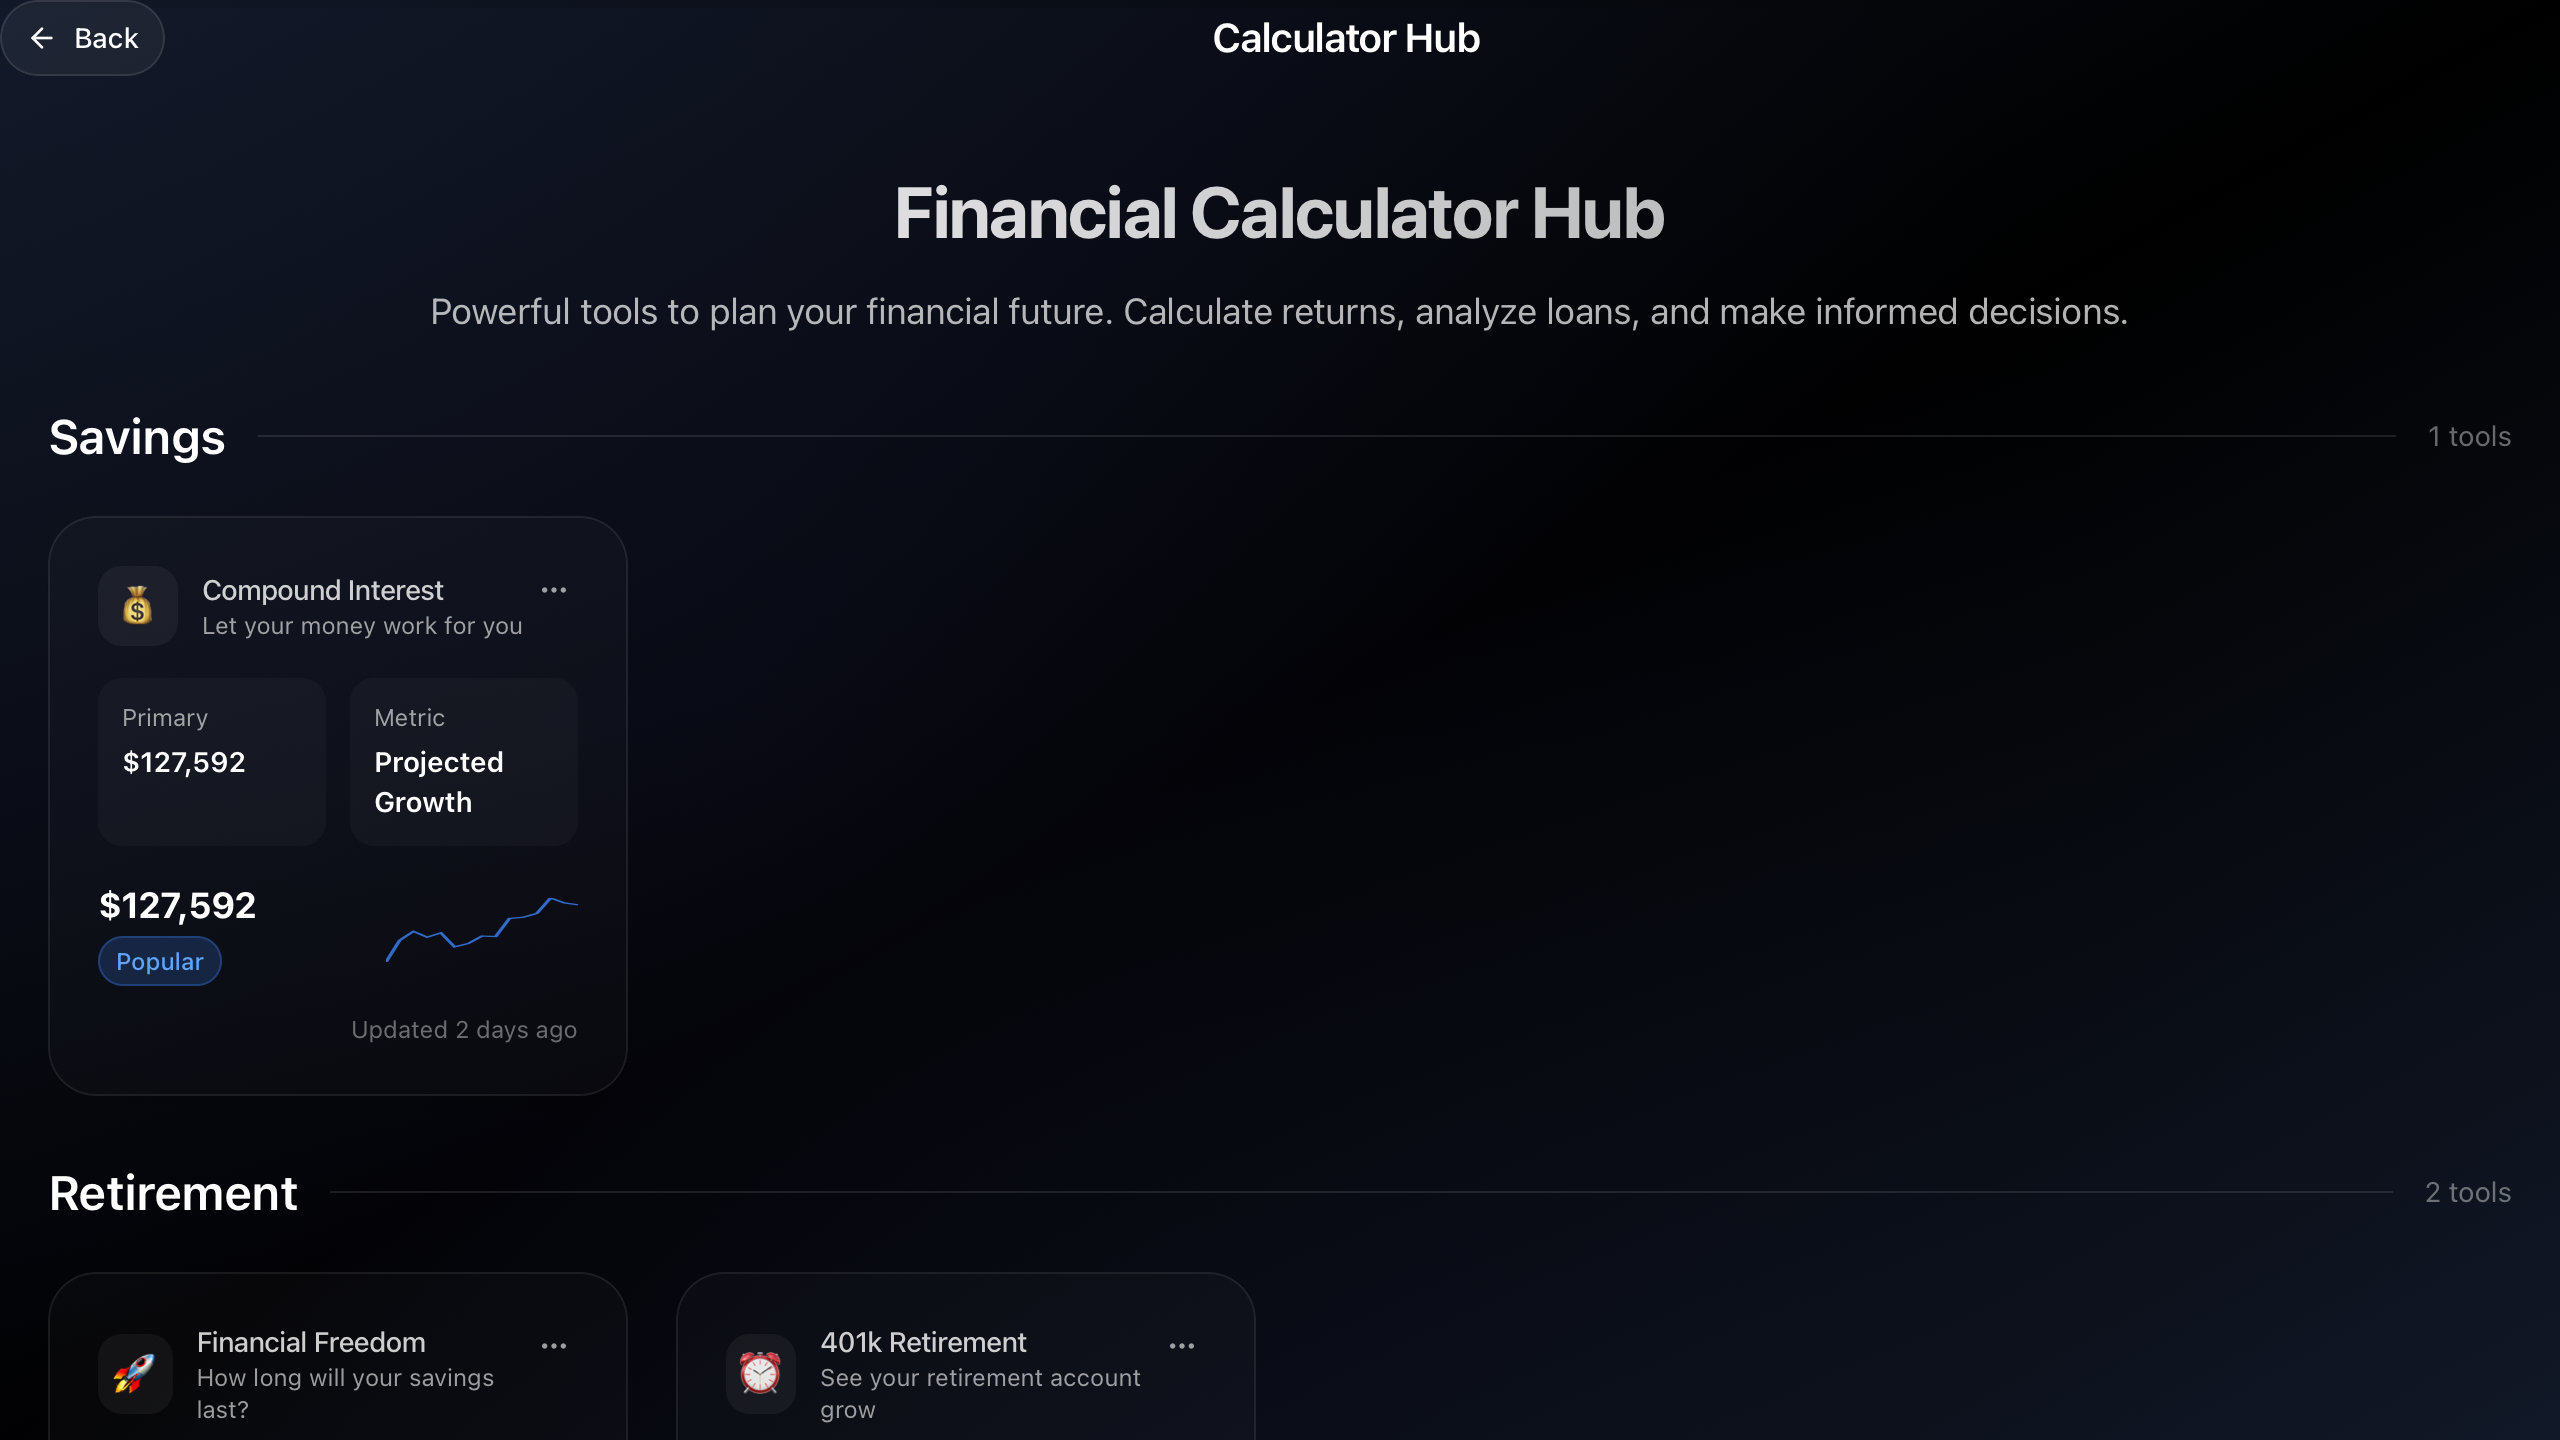 Back
Calculator Hub
Financial Calculator Hub
Powerful tools to plan your financial future. Calculate returns, analyze loans, and make informed decisions.
Savings
1 tools
Compound Interest
Let your money work for you
Primary
$127,592
Metric
Projected
Growth
$127,592
Popular
Updated 2 days ago
Retirement
2 tools
Financial Freedom
How long will your savings
last?
401k Retirement
See your retirement account
grow